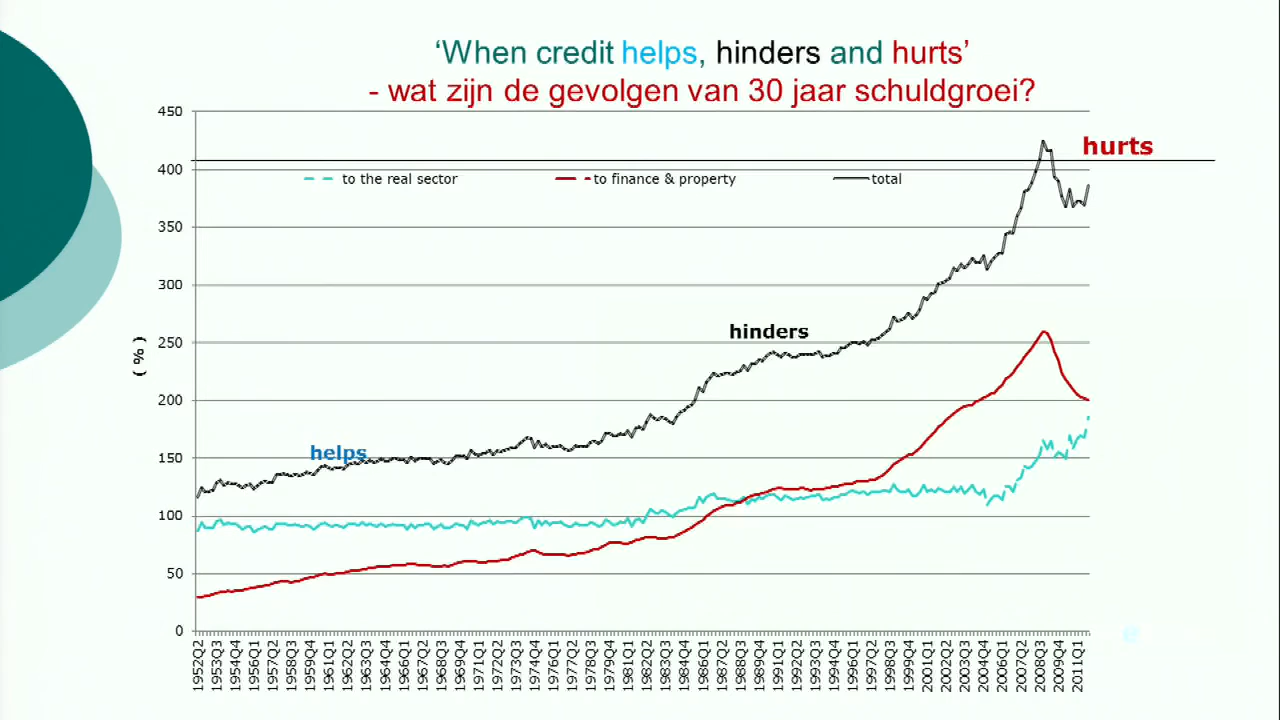 ‘When credit helps, hinders and hurts’
- wat zijn de gevolgen van 30 jaar schuldgroei?
450
400
350
300
250
200
150
100
50
0
( % )
hurts
to the real sector
to finance & property
total
hinders
helps
1952Q2
1953Q3
1954Q4
1956Q1
1957Q2
1958Q3
1959Q4
1961Q1
1962Q2
1963Q3
1964Q4
1966Q1
1967Q2
1968Q3
1969Q4
1971Q1
1972Q2
1973Q3
1974Q4
1976Q1
1977Q2
1978Q3
1979Q4
1981Q1
1982Q2
1983Q3
1984Q4
1986Q1
1987Q2
1988Q3
1989Q4
1991Q1
1992Q2
1993Q3
1994Q4
1996Q1
1997Q2
1998Q3
1999Q4
2001Q1
2002Q2
2003Q3
2004Q4
2006Q1
2007Q2
2008Q3
2009Q4
2011Q1